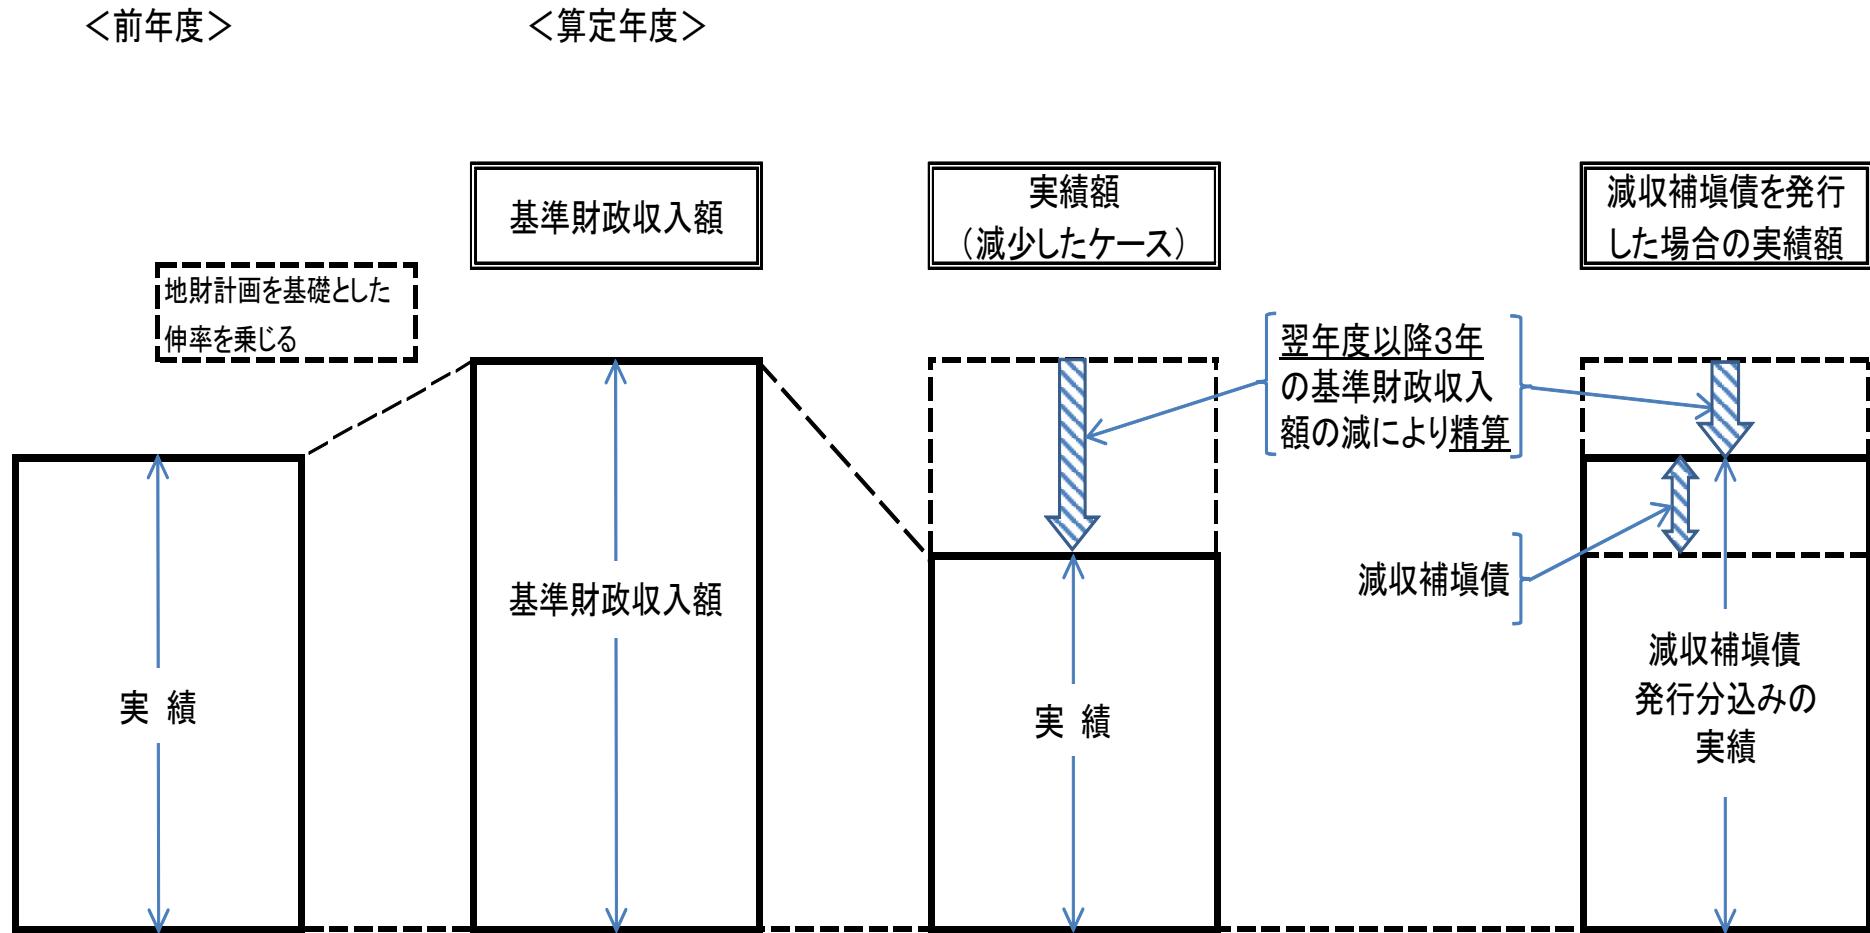 ＜前年度＞
＜算定年度＞
基準財政収入額
実績額
（減少したケース）
減収補塡債を発行
した場合の実績額
地財計画を基礎とした
伸率を乗じる
翌年度以降3年
の基準財政収入
額の減により精算
基準財政収入額
減収補塡債
実 績
実 績
減収補塡債
発行分込みの
実績